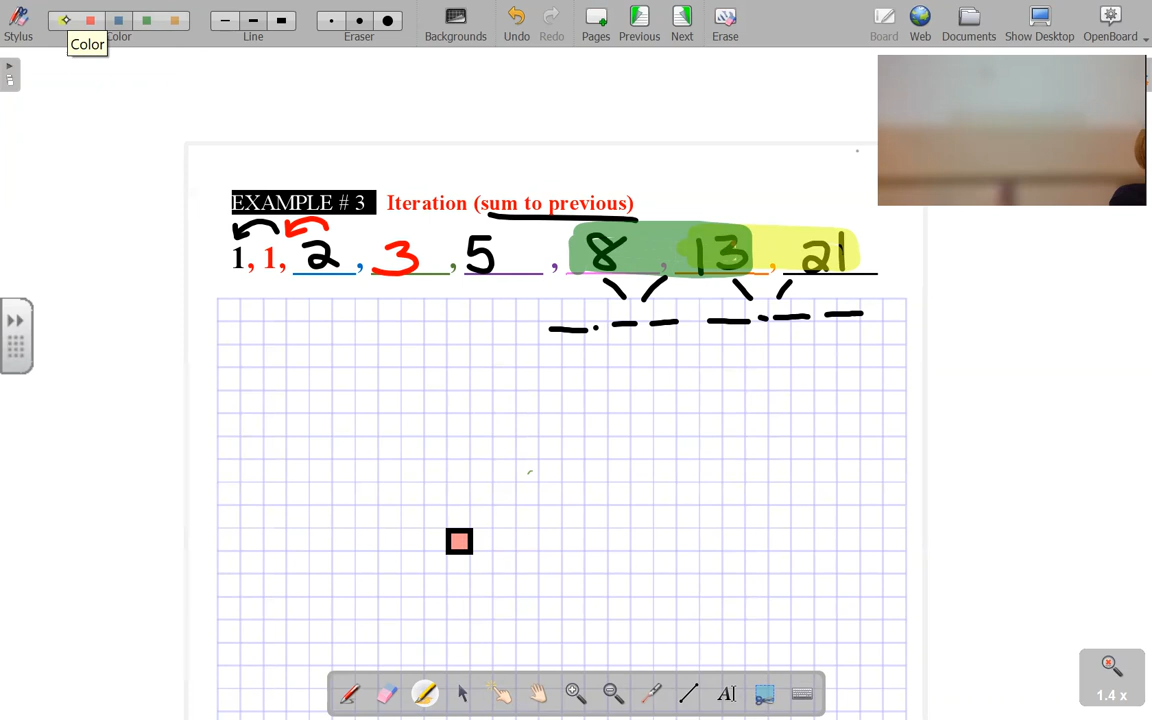 Stylus Color Line Eraser Backgrounds Undo Redo Pages Previous Next Erase Board Web Documents Show Desktop OpenBoard
Color
EXAMPLE # 3 Iteration (sum to previous)
1, 1, 2, 3, 5, 8, 13, 21
1.4 x